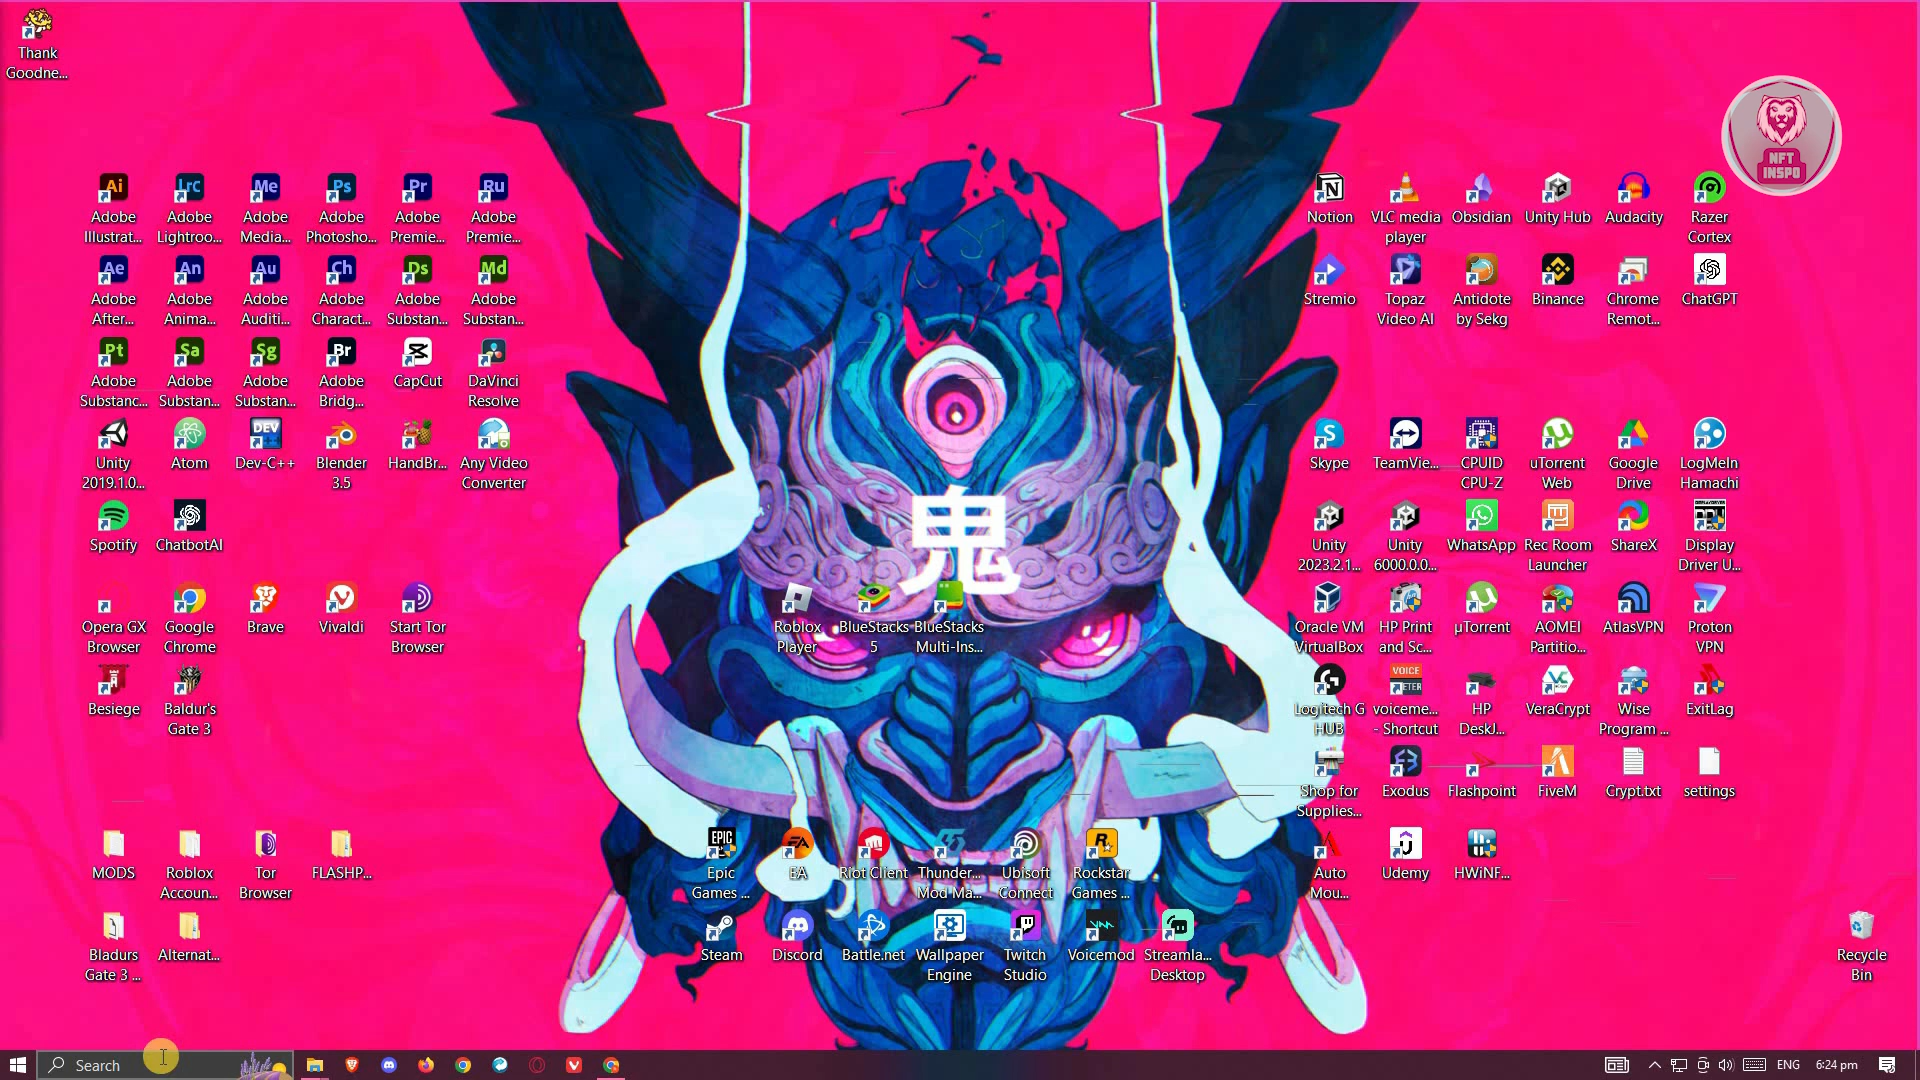 Thank
Goodne...
NFT
INSPO
Adobe
Illustrat...
Adobe
Lightroo...
Adobe
Media...
Adobe
Photosho...
Adobe
Premie...
Adobe
Premie...
Notion
VLC media
player
Obsidian
Unity Hub
Audacity
Razer
Cortex
Adobe
After...
Adobe
Anima...
Adobe
Auditi...
Adobe
Charact...
Adobe
Substan...
Adobe
Substan...
Stremio
Topaz
Video AI
Antidote
by Sekg
Binance
Chrome
Remot...
ChatGPT
Adobe
Substanc...
Adobe
Substan...
Adobe
Substan...
Adobe
Bridg...
CapCut
DaVinci
Resolve
Unity
2019.1.0...
Atom
Dev-C++
Blender
3.5
HandBr...
Any Video
Converter
Skype
TeamVie...
CPUID
CPU-Z
uTorrent
Web
Google
Drive
LogMeIn
Hamachi
Spotify
ChatbotAI
鬼
Unity
2023.2.1...
Unity
6000.0.0...
WhatsApp
Rec Room
Launcher
ShareX
Display
Driver U...
Opera GX
Browser
Google
Chrome
Brave
Vivaldi
Start Tor
Browser
Roblox
Player
BlueStacks
5
BlueStacks
Multi-Ins...
Oracle VM
VirtualBox
HP Print
and Sc...
µTorrent
AOMEI
Partitio...
AtlasVPN
Proton
VPN
Besiege
Baldur's
Gate 3
Logitech G
HUB
voiceme...
- Shortcut
HP
DeskJ...
VeraCrypt
Wise
Program ...
ExitLag
Shop for
Supplies...
Exodus
Flashpoint
FiveM
Crypt.txt
settings
MODS
Roblox
Accoun...
Tor
Browser
FLASHP...
Epic
Games ...
EA
Riot Client
Thunder...
Mod Ma...
Ubisoft
Connect
Rockstar
Games ...
Auto
Mou...
Udemy
HWiNF...
Bladurs
Gate 3 ...
Alternat...
Steam
Discord
Battle.net
Wallpaper
Engine
Twitch
Studio
Voicemod
Streamla...
Desktop
Recycle
Bin
Search
ENG
6:24 pm